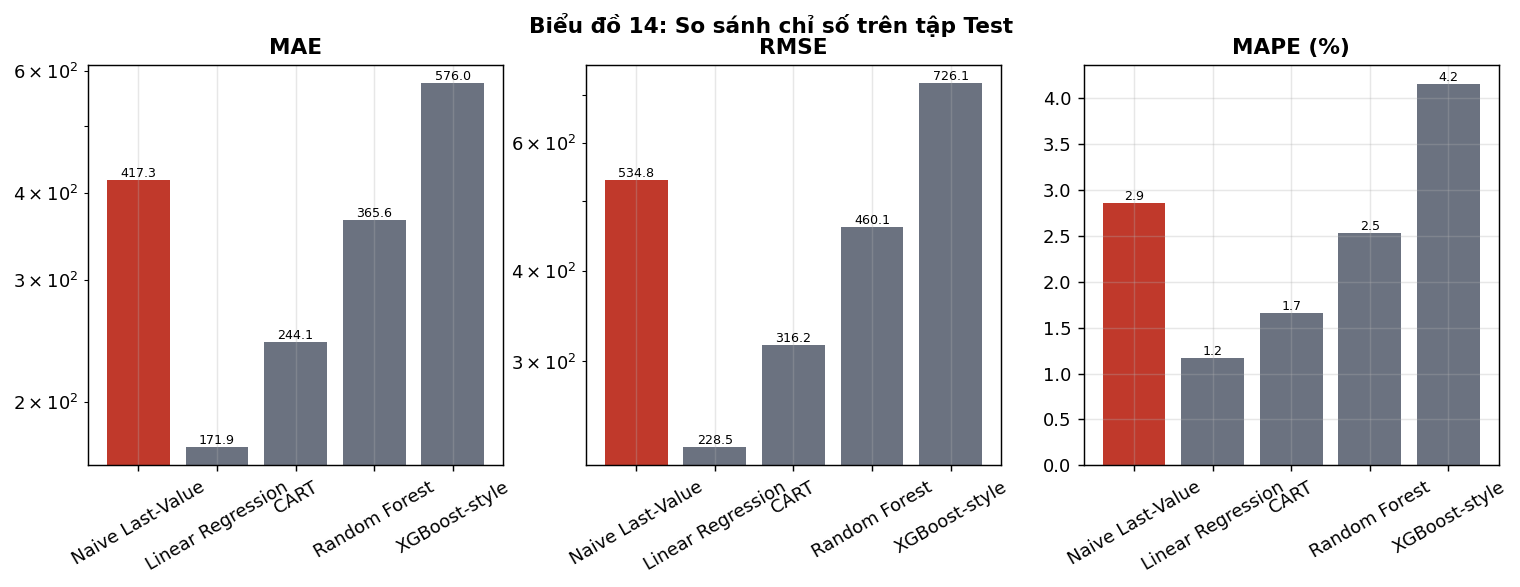 Biểu đồ 14: So sánh chỉ số trên tập Test
MAE
6 × 10²
4 × 10²
3 × 10²
2 × 10²
417.3
171.9
244.1
365.6
576.0
Naive Last-Value
Linear Regression
CART
Random Forest
XGBoost-style
RMSE
6 × 10²
4 × 10²
3 × 10²
534.8
228.5
316.2
460.1
726.1
Naive Last-Value
Linear Regression
CART
Random Forest
XGBoost-style
MAPE (%)
4.0
3.5
3.0
2.5
2.0
1.5
1.0
0.5
0.0
2.9
1.2
1.7
2.5
4.2
Naive Last-Value
Linear Regression
CART
Random Forest
XGBoost-style